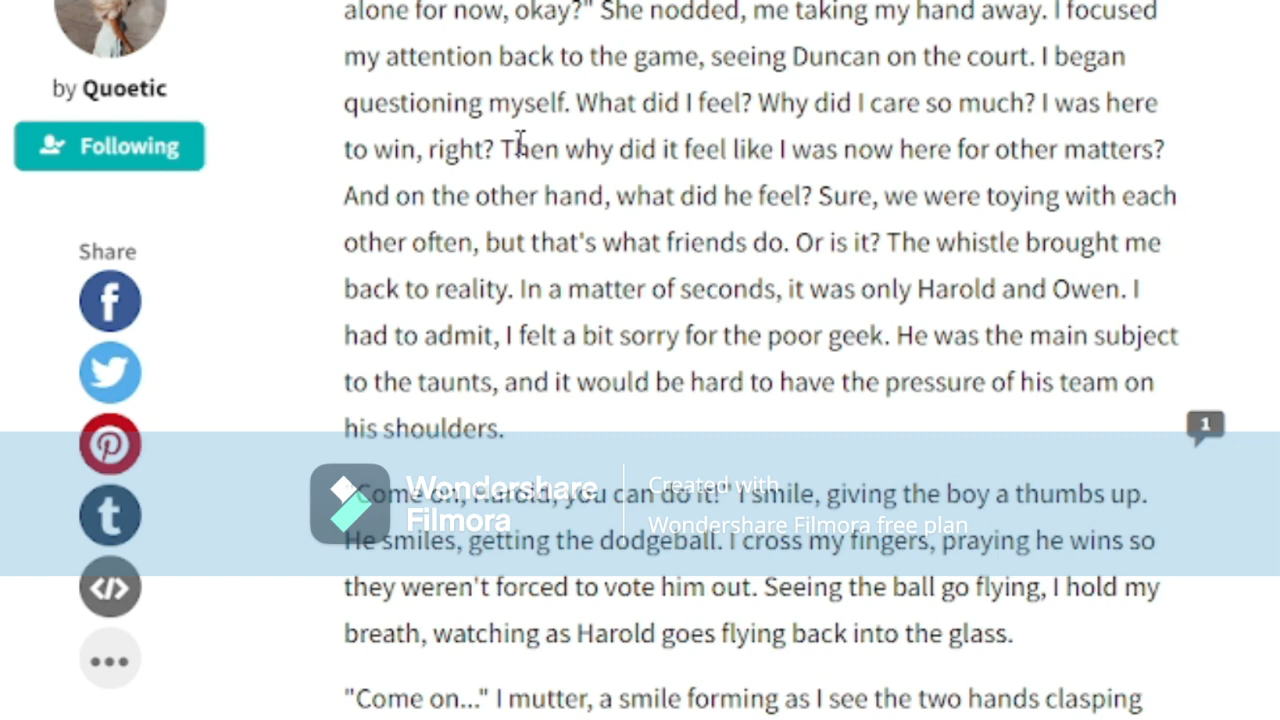 alone for now, okay?" She nodded, me taking my hand away. I focused
my attention back to the game, seeing Duncan on the court. I began
questioning myself. What did I feel? Why did I care so much? I was here
to win, right? Then why did it feel like I was now here for other matters?
And on the other hand, what did he feel? Sure, we were toying with each
other often, but that's what friends do. Or is it? The whistle brought me
back to reality. In a matter of seconds, it was only Harold and Owen. I
had to admit, I felt a bit sorry for the poor geek. He was the main subject
to the taunts, and it would be hard to have the pressure of his team on
his shoulders.
1
"Come on, Harold, you can do it!" I smile, giving the boy a thumbs up.
He smiles, getting the dodgeball. I cross my fingers, praying he wins so
they weren't forced to vote him out. Seeing the ball go flying, I hold my
breath, watching as Harold goes flying back into the glass.
"Come on..." I mutter, a smile forming as I see the two hands clasping
by Quoetic
Following
Share
Wondershare
Filmora
Created with
Wondershare Filmora free plan